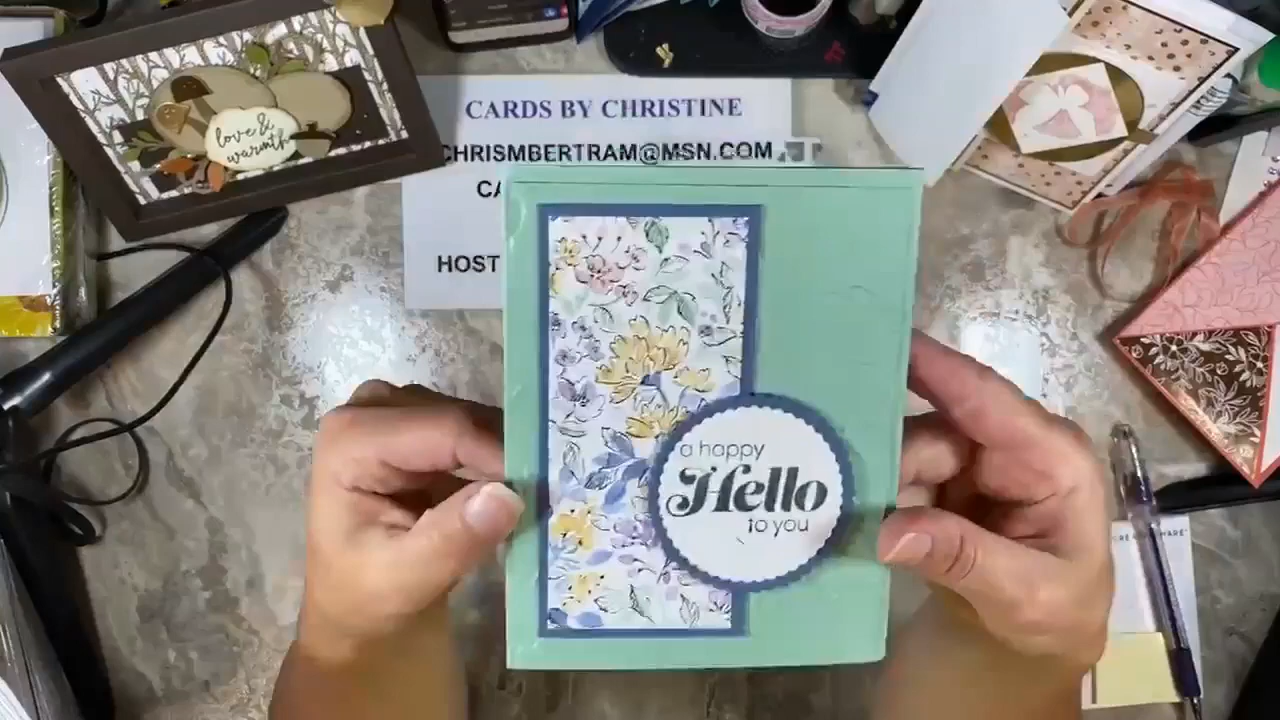 CARDS BY CHRISTINE
CHRISMBERTRAM@MSN.COM
CA
HOST
love &
warmth
a happy
Hello
to you